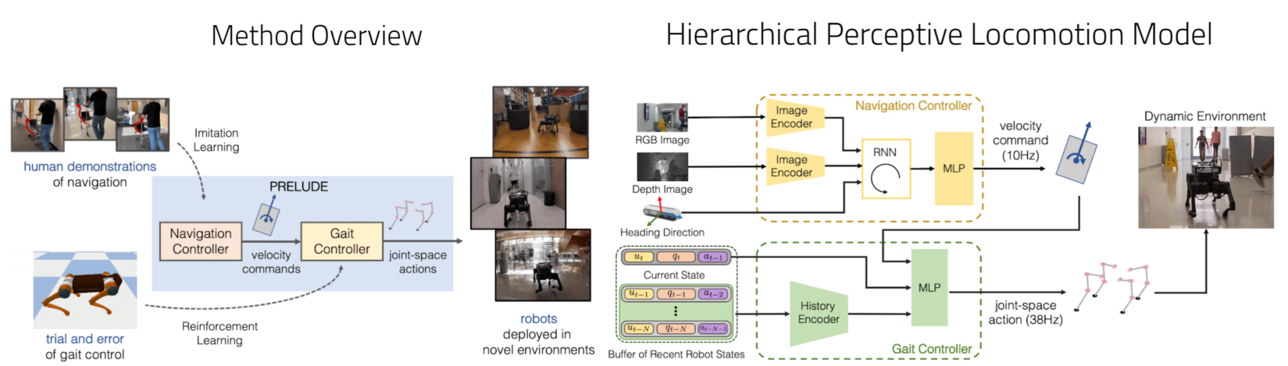 Method Overview
human demonstrations
of navigation
Imitation
Learning
PRELUDE
Navigation
Controller
velocity
commands
Gait
Controller
joint-space
actions
trial and error
of gait control
Reinforcement
Learning
robots
deployed in
novel environments
Hierarchical Perceptive Locomotion Model
RGB Image
Depth Image
Heading Direction
Image
Encoder
Image
Encoder
Navigation Controller
RNN
MLP
velocity
command
(10Hz)
Dynamic Environment
u_t q_t a_{t-1}
Current State
u_{t-1} q_{t-1} a_{t-2}
⋮
u_{t-N} q_{t-N} a_{t-N-1}
Buffer of Recent Robot States
History
Encoder
MLP
Gait Controller
joint-space
action (38Hz)